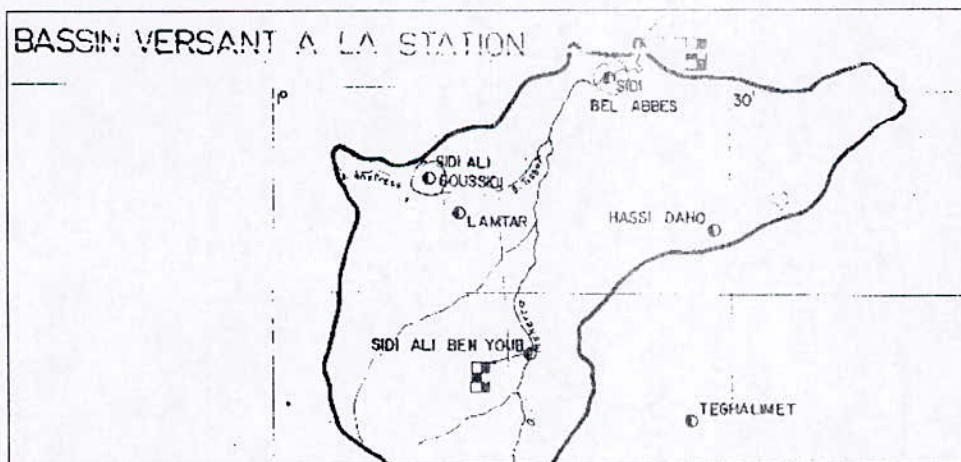 BASSIN VERSANT A LA STATION
1°
30'
SIDI
BEL ABBES
SIDI ALI
BOUSSIDI
LAMTAR
HASSI DAHO
SIDI ALI BEN YOUB
TEGHALIMET